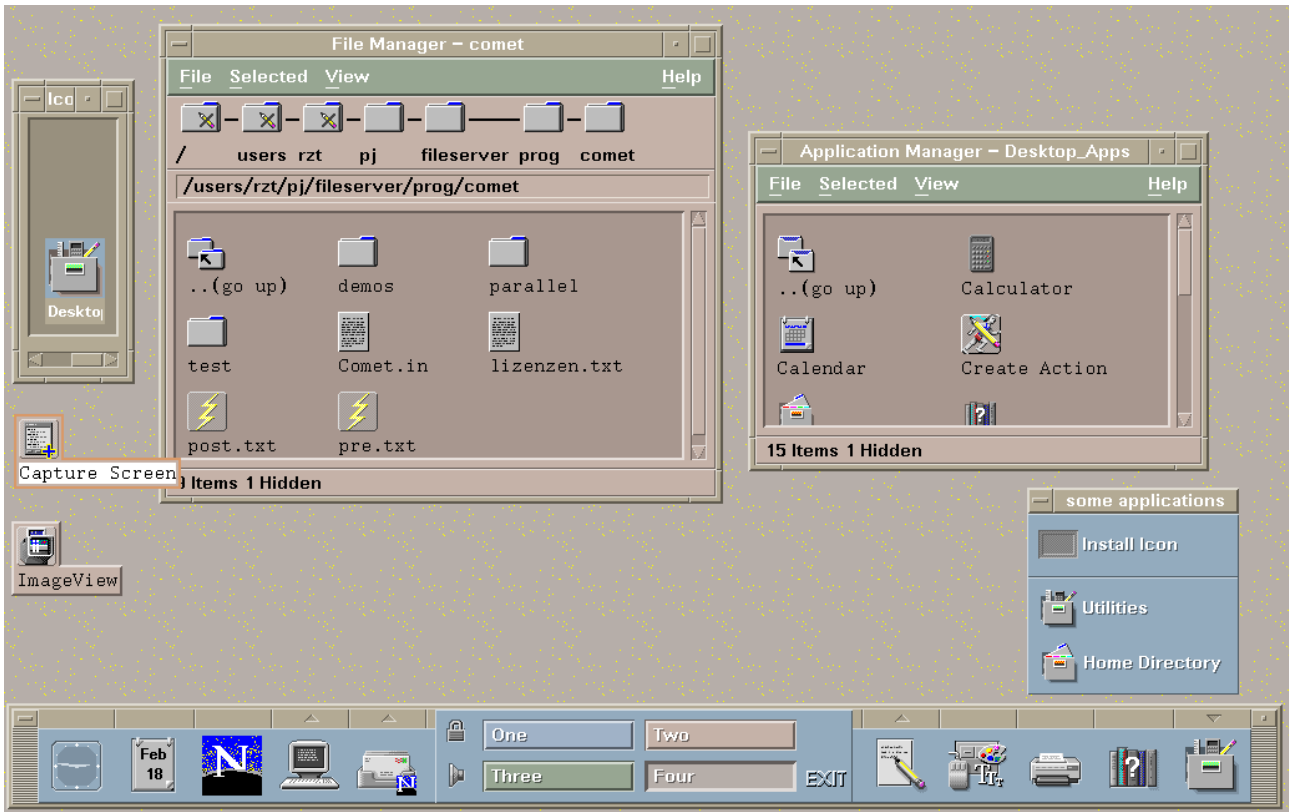 File Manager – comet
File Selected View Help
/ users rzt pj fileserver prog comet
/users/rzt/pj/fileserver/prog/comet
..(go up) demos parallel
test Comet.in lizenzen.txt
post.txt pre.txt
9 Items 1 Hidden
Ico
Deskto
Capture Screen
ImageView
Application Manager – Desktop_Apps
File Selected View Help
..(go up) Calculator
Calendar Create Action
15 Items 1 Hidden
some applications
Install Icon
Utilities
Home Directory
Feb
18
N
N
One Two
Three Four
EXIT